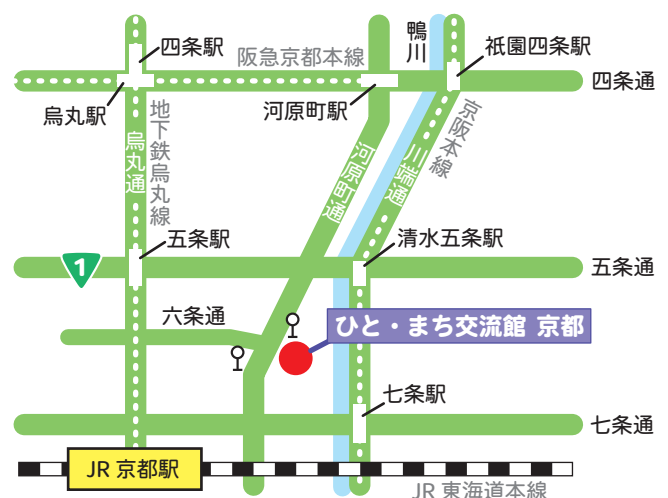 四条駅
阪急京都本線
鴨川
祇園四条駅
四条通
烏丸駅
河原町駅
地下鉄烏丸線
烏丸通
河原町通
川端通
京阪本線
五条駅
清水五条駅
1
五条通
六条通
ひと・まち交流館 京都
七条駅
七条通
JR 京都駅
JR 東海道本線